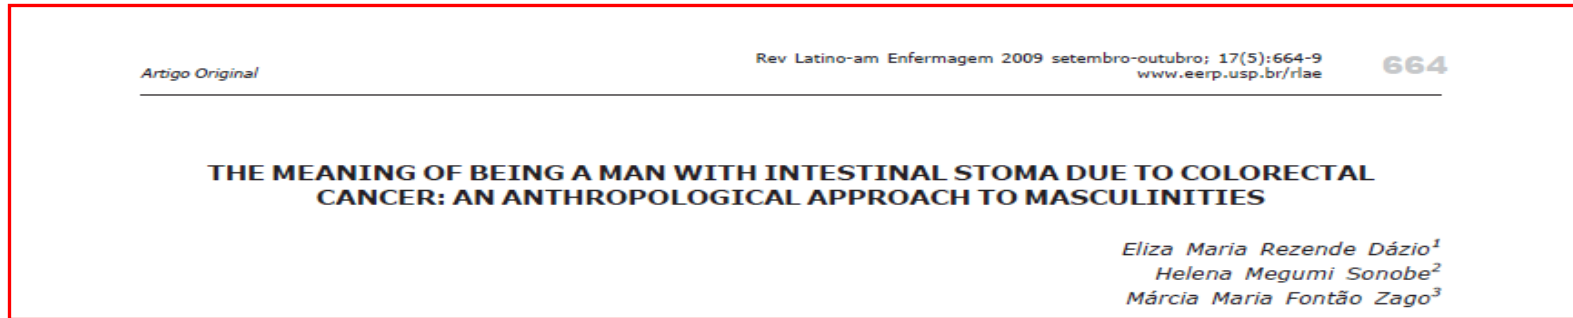 Rev Latino-am Enfermagem 2009 setembro-outubro; 17(5):664-9
Artigo Original
www.eerp.usp.br/rlae
664
THE MEANING OF BEING A MAN WITH INTESTINAL STOMA DUE TO COLORECTAL
CANCER: AN ANTHROPOLOGICAL APPROACH TO MASCULINITIES
Eliza Maria Rezende Dázio¹
Helena Megumi Sonobe²
Márcia Maria Fontão Zago³